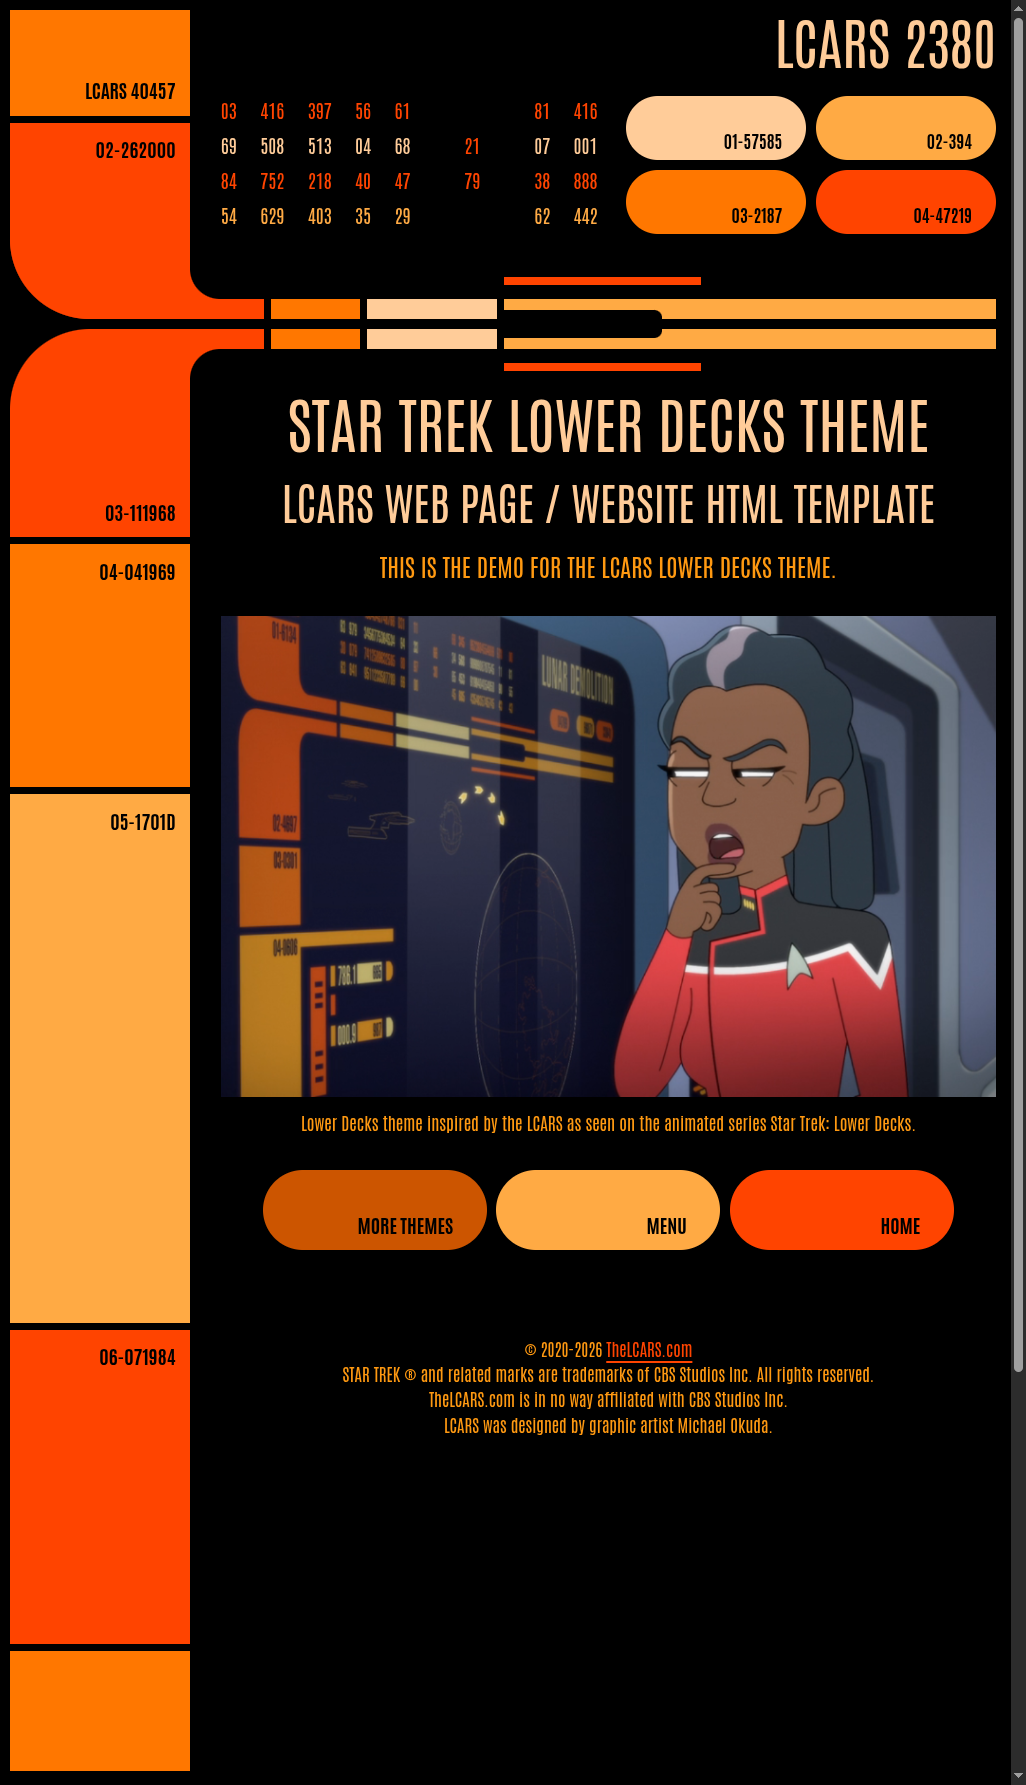 LCARS 40457
02-262000
LCARS 2380
03 416 397 56 61 81 416
69 508 513 04 68 21 07 001
84 752 218 40 47 79 38 888
54 629 403 35 29 62 442
01-57585
02-394
03-2187
04-47219
03-111968
04-041969
05-1701D
06-071984
STAR TREK LOWER DECKS THEME
LCARS WEB PAGE / WEBSITE HTML TEMPLATE
THIS IS THE DEMO FOR THE LCARS LOWER DECKS THEME.
LUNAR DEMOLITION
786.1
000.9
Lower Decks theme inspired by the LCARS as seen on the animated series Star Trek: Lower Decks.
MORE THEMES
MENU
HOME
© 2020-2026 TheLCARS.com
STAR TREK ® and related marks are trademarks of CBS Studios Inc. All rights reserved.
TheLCARS.com is in no way affiliated with CBS Studios Inc.
LCARS was designed by graphic artist Michael Okuda.